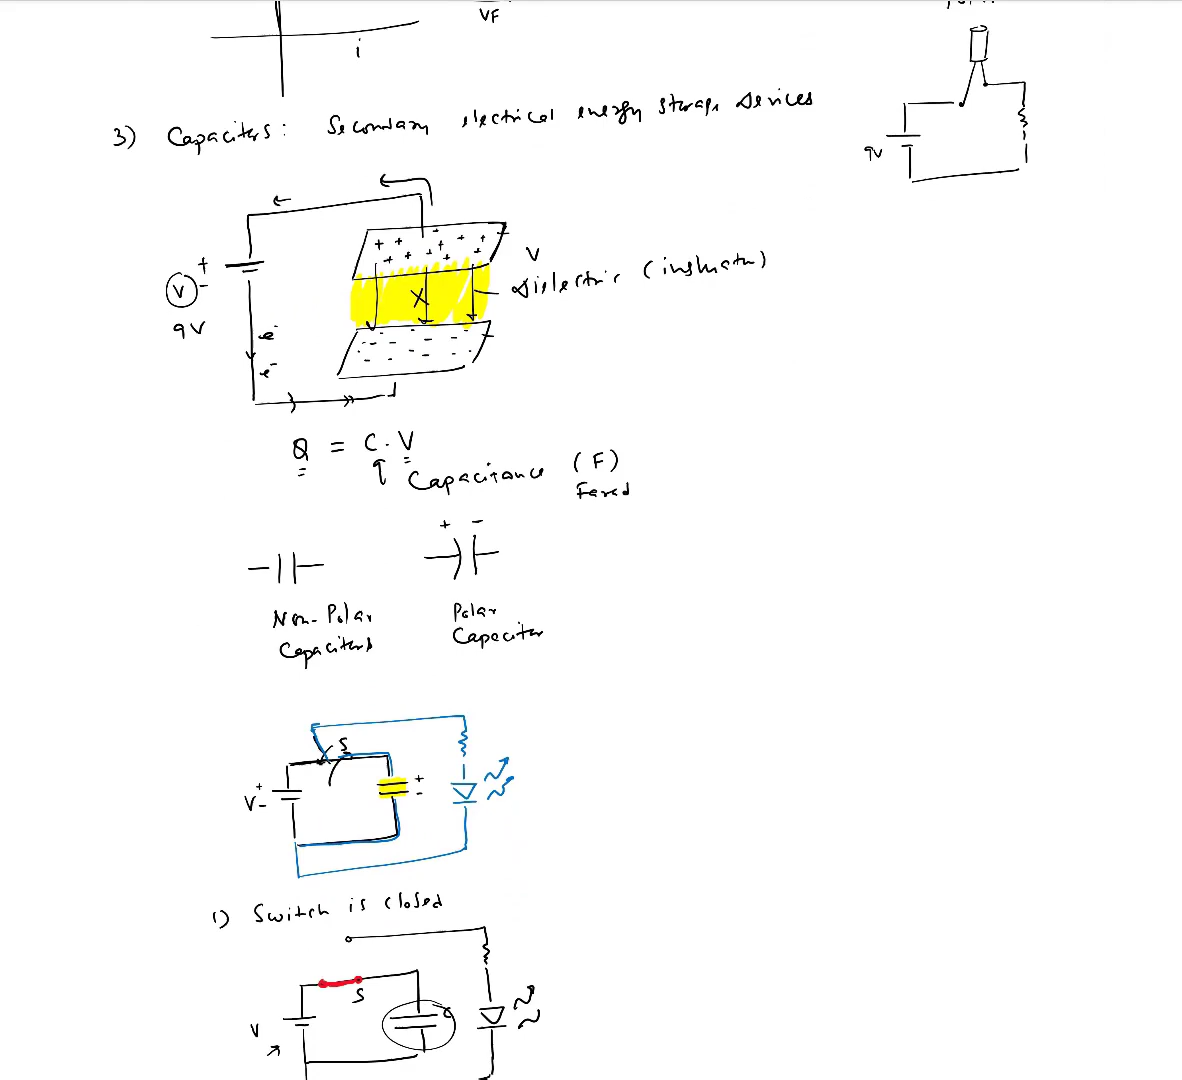 VF
i
3) Capacitors: Secondary electrical energy storage devices
9V
V
+
-
9V
e-
e-
V
Dielectric (insulator)
X
Q = C . V
Capacitance (F)
Farad
+ -
Non-Polar
Capacitors
Polar
Capacitor
S
V
+
-
+
-
1) Switch is closed
S
V